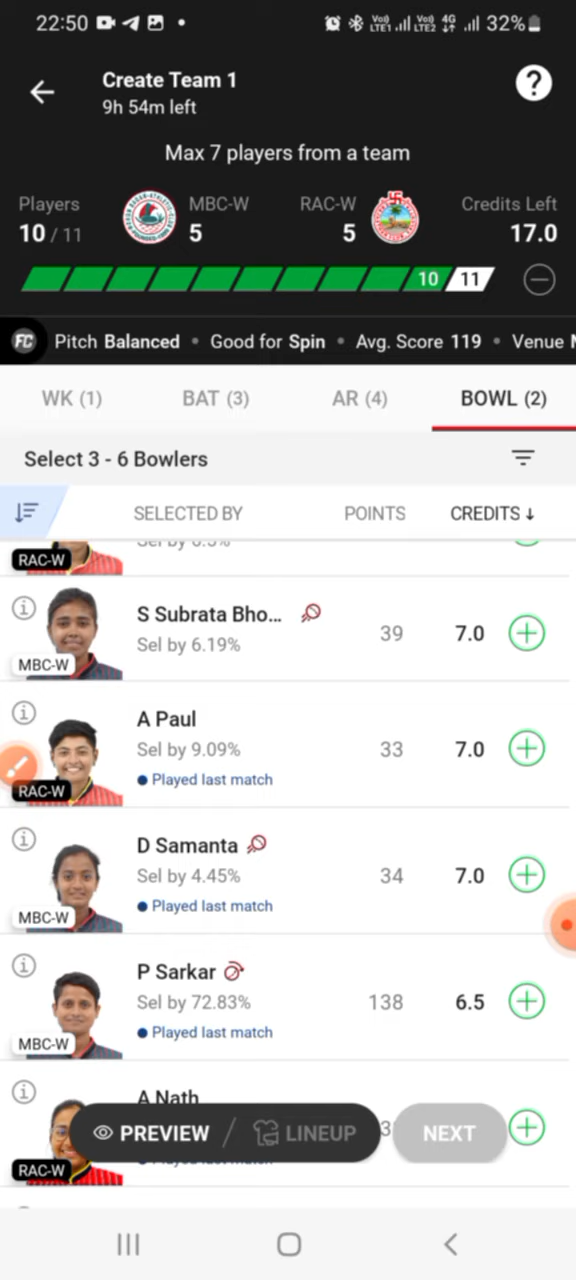 22:50 Vo) LTE1 Vo) LTE2 4G 32%
Create Team 1
9h 54m left
?
Max 7 players from a team
Players MBC-W RAC-W Credits Left
10 / 11 5 5 17.0
10 11
FC Pitch Balanced • Good for Spin • Avg. Score 119 • Venue
WK (1) BAT (3) AR (4) BOWL (2)
Select 3 - 6 Bowlers
SELECTED BY POINTS CREDITS ↓
RAC-W
S Subrata Bho...
Sel by 6.19% 39 7.0
MBC-W
A Paul
Sel by 9.09% 33 7.0
Played last match
RAC-W
D Samanta
Sel by 4.45% 34 7.0
Played last match
MBC-W
P Sarkar
Sel by 72.83% 138 6.5
Played last match
MBC-W
A Nath
PREVIEW / LINEUP NEXT
RAC-W